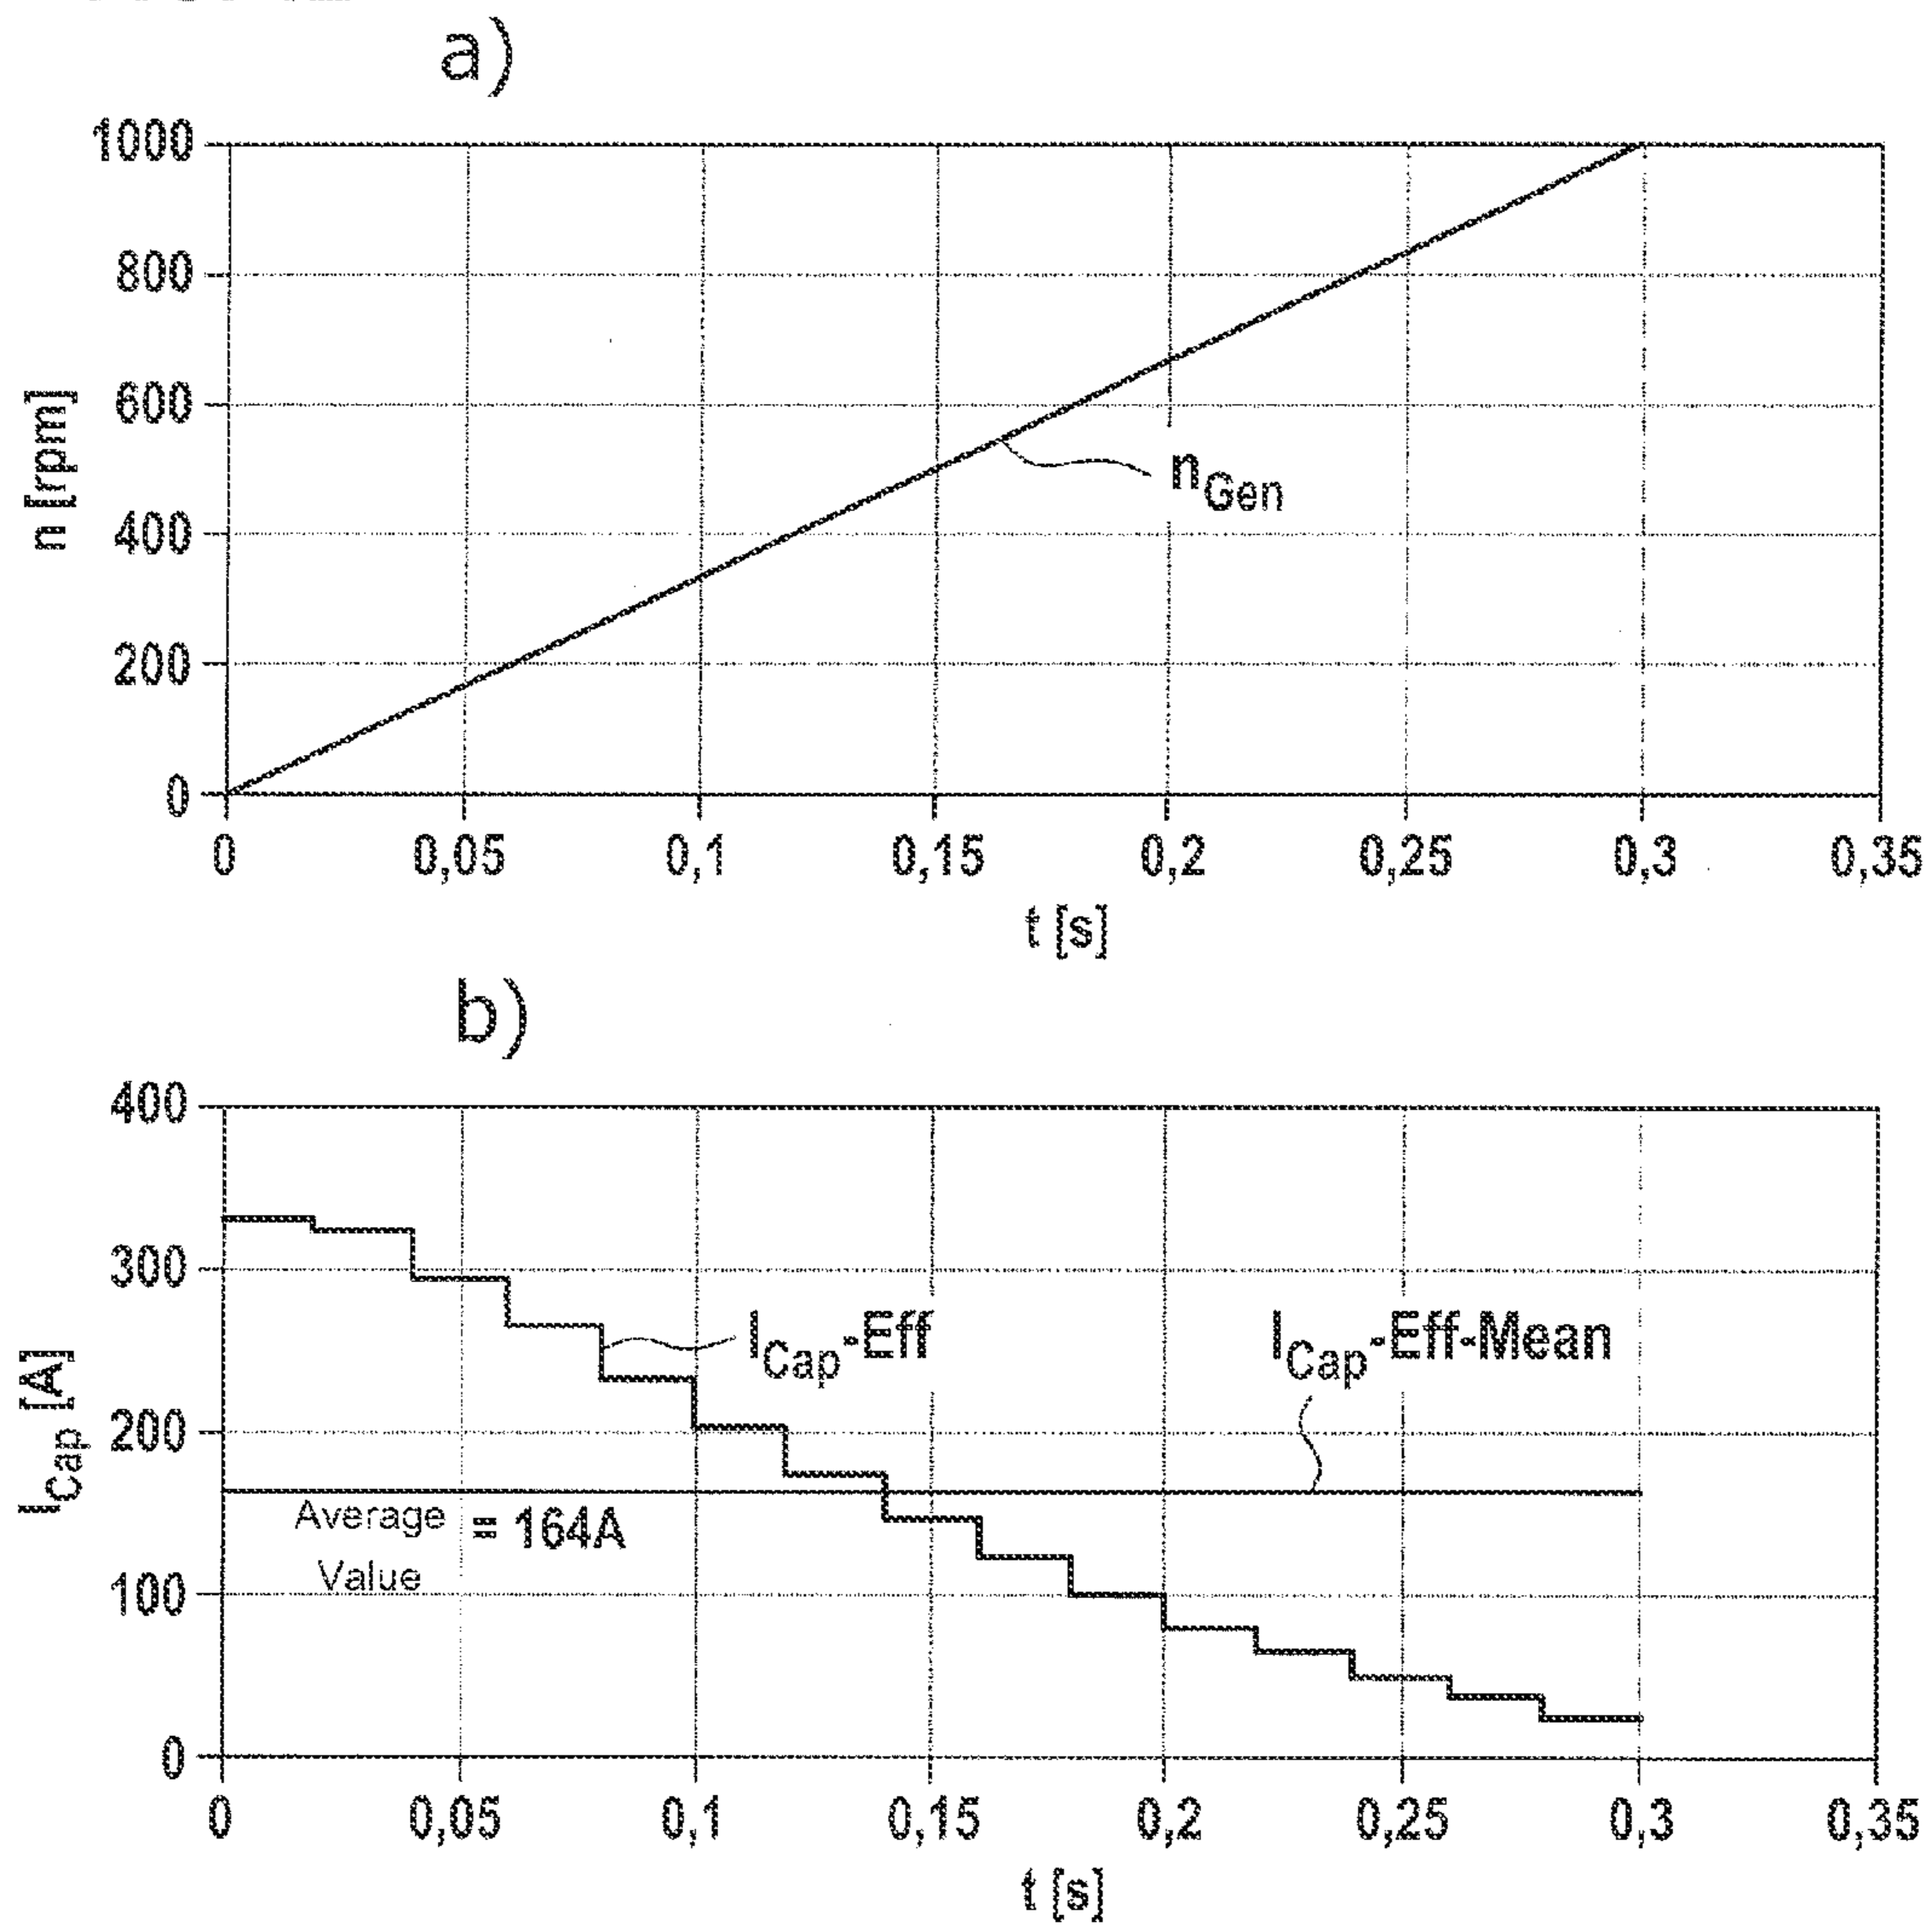 a)
1000
800
600
400
200
0
n [rpm]
nGen
0 0,05 0,1 0,15 0,2 0,25 0,3 0,35
t [s]
b)
400
300
200
100
0
ICap [A]
ICap-Eff
ICap-Eff-Mean
Average = 164A
Value
0 0,05 0,1 0,15 0,2 0,25 0,3 0,35
t [s]